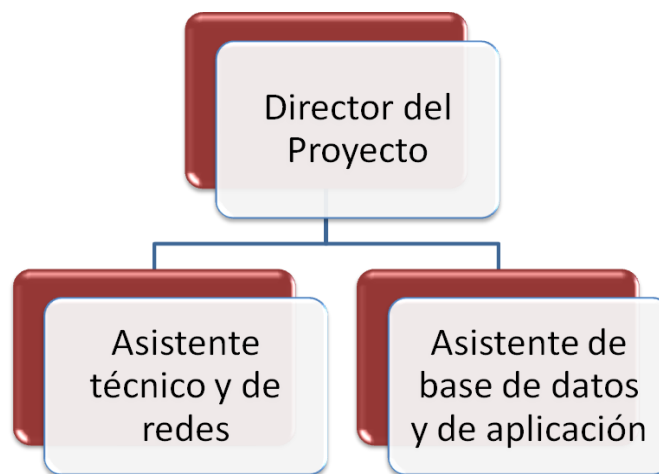 Director del
Proyecto
Asistente
técnico y de
redes
Asistente de
base de datos
y de aplicación